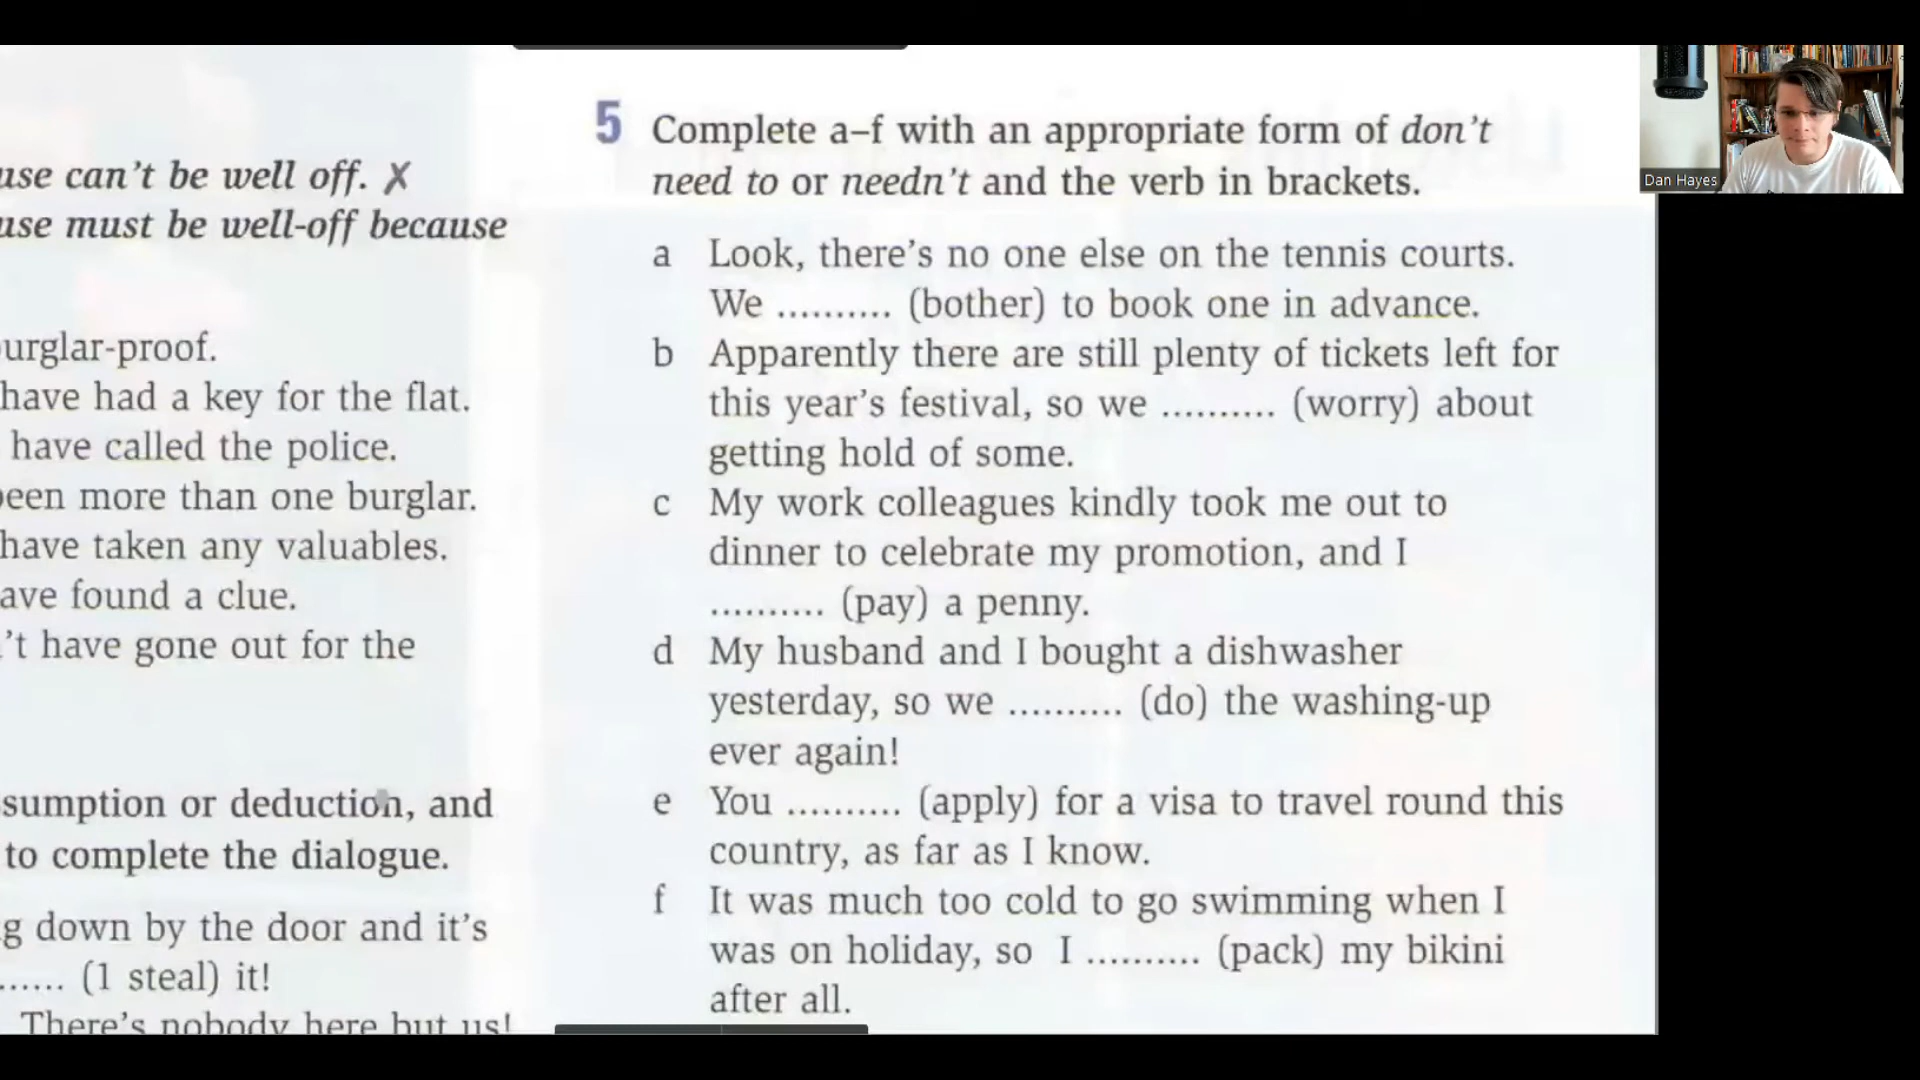 use can't be well off. ✗
use must be well-off because
urglar-proof.
have had a key for the flat.
have called the police.
een more than one burglar.
have taken any valuables.
ave found a clue.
't have gone out for the
sumption or deduction, and
to complete the dialogue.
g down by the door and it's
...... (1 steal) it!
There's nobody here but us!
5 Complete a–f with an appropriate form of don't
need to or needn't and the verb in brackets.
a Look, there's no one else on the tennis courts.
We .......... (bother) to book one in advance.
b Apparently there are still plenty of tickets left for
this year's festival, so we .......... (worry) about
getting hold of some.
c My work colleagues kindly took me out to
dinner to celebrate my promotion, and I
.......... (pay) a penny.
d My husband and I bought a dishwasher
yesterday, so we .......... (do) the washing-up
ever again!
e You .......... (apply) for a visa to travel round this
country, as far as I know.
f It was much too cold to go swimming when I
was on holiday, so I .......... (pack) my bikini
after all.
Dan Hayes